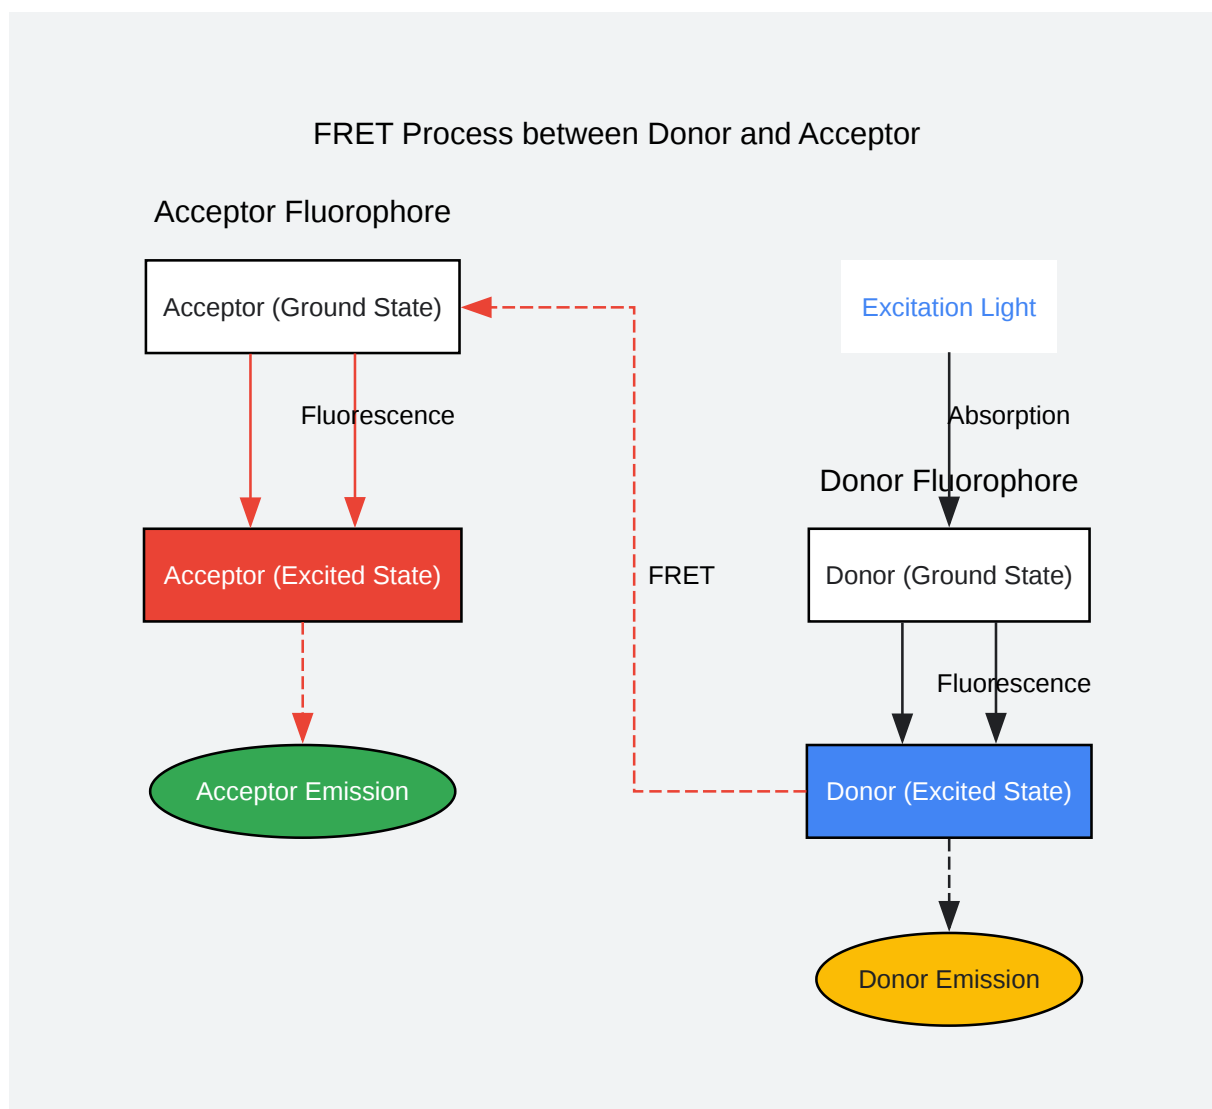 FRET Process between Donor and Acceptor
Acceptor Fluorophore
Acceptor (Ground State)
Excitation Light
Fluorescence
Absorption
Donor Fluorophore
Acceptor (Excited State)
FRET
Donor (Ground State)
Fluorescence
Acceptor Emission
Donor (Excited State)
Donor Emission